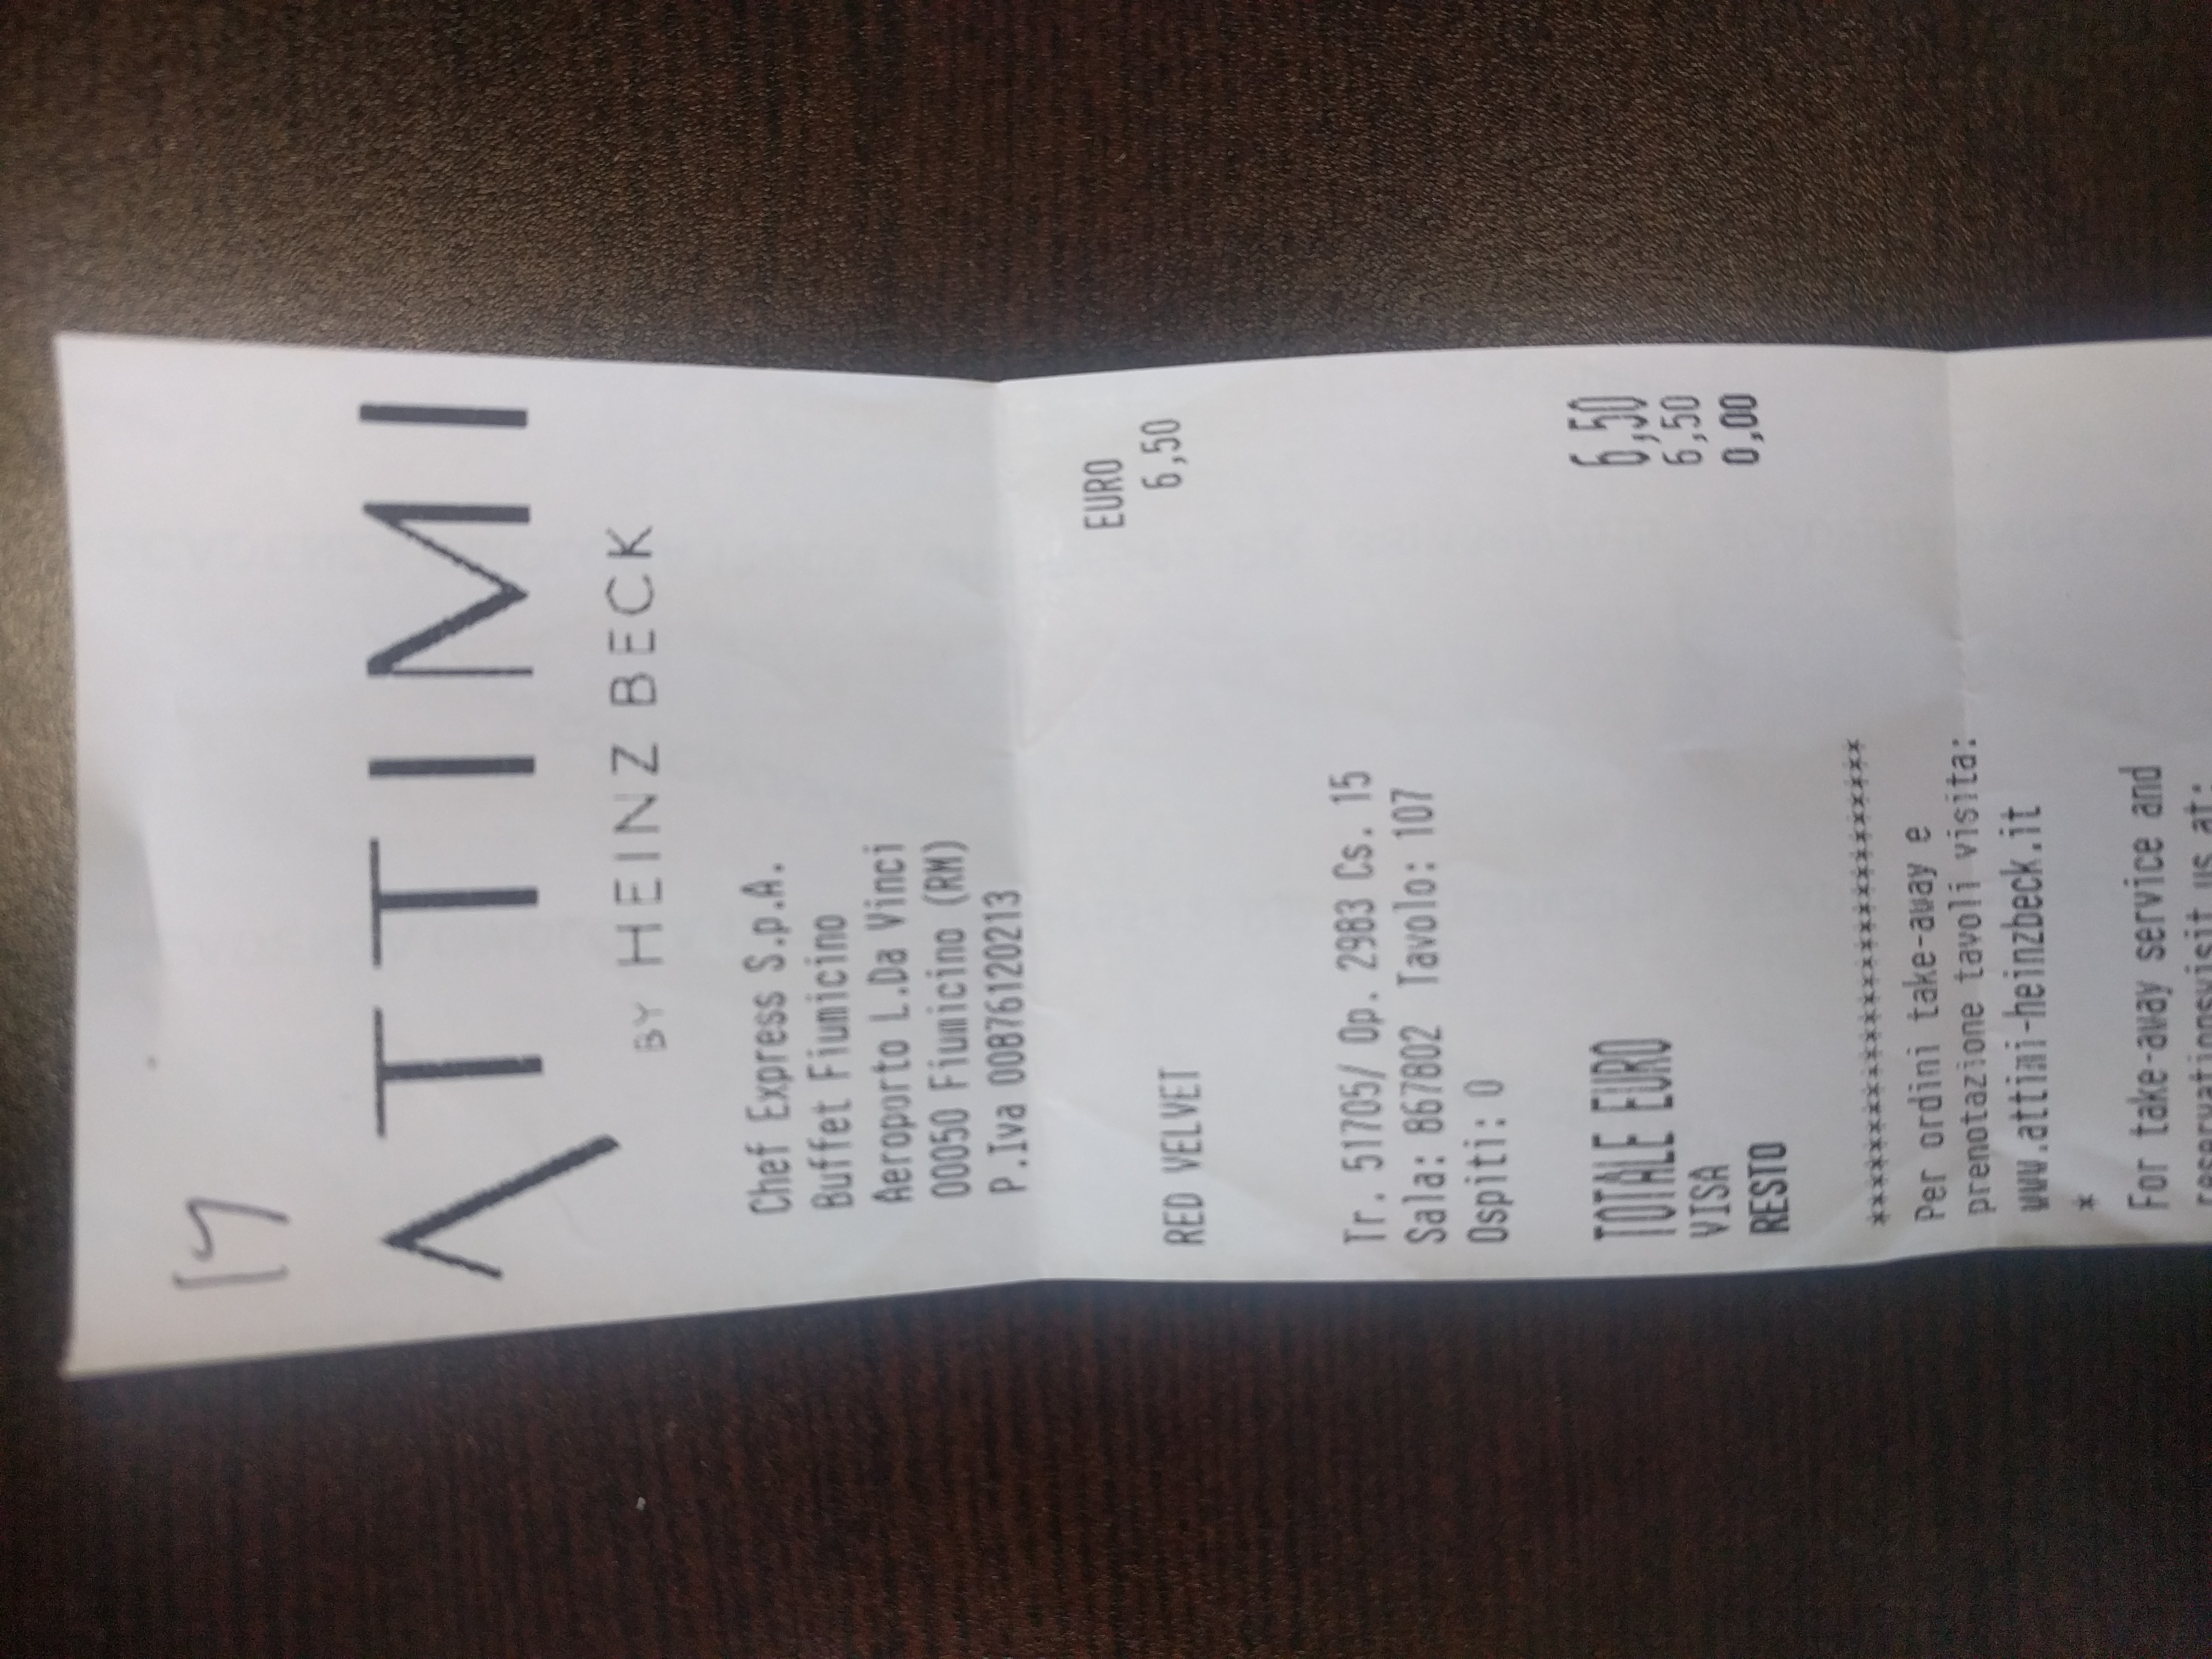 17
ATTIMI
BY HEINZ BECK
Chef Express S.p.A.
Buffet Fiumicino
Aeroporto L.Da Vinci
00050 Fiumicino (RM)
P.Iva 00876120213
EURO
RED VELVET 6,50
Tr. 51705/ Op. 2983 Cs. 15
Sala: 867802 Tavolo: 107
Ospiti: 0
TOTALE EURO 6,50
VISA 6,50
RESTO 0,00
************************
Per ordini take-away e
prenotazione tavoli visita:
www.attimi-heinzbeck.it
*
For take-away service and
reservationsvisit us at: